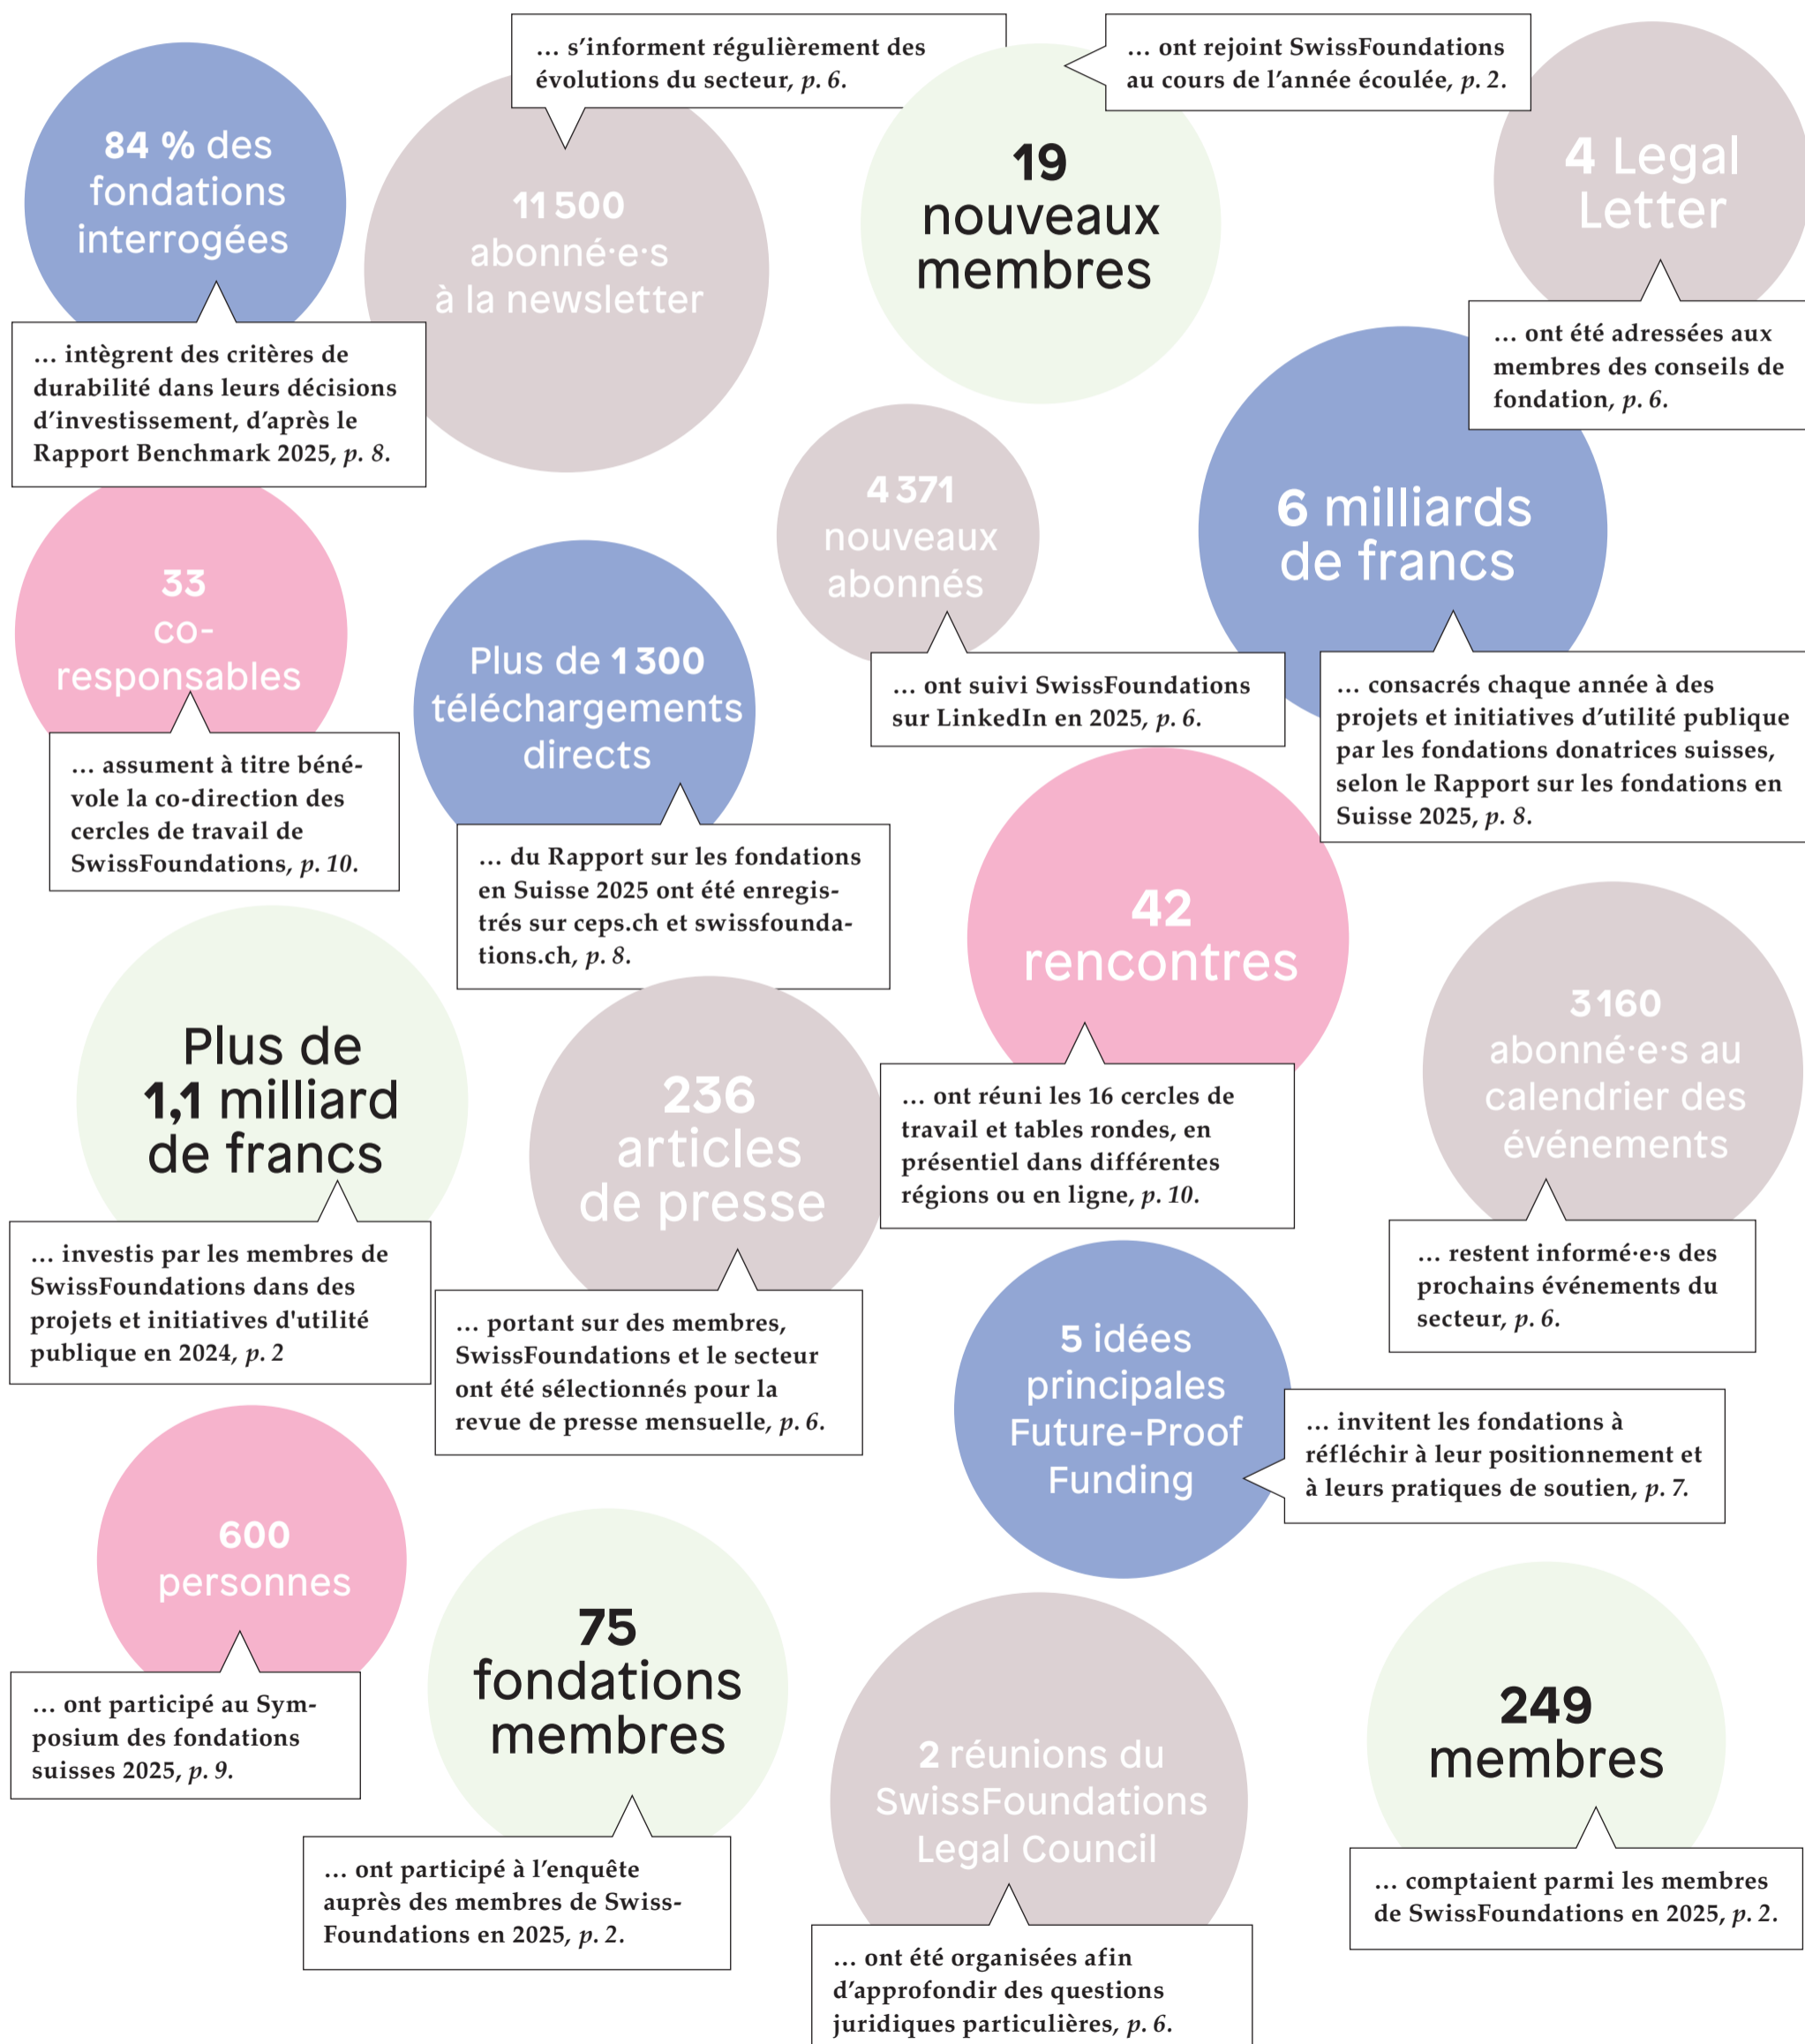 84 % des
fondations
interrogées
… intègrent des critères de
durabilité dans leurs décisions
d’investissement, d’après le
Rapport Benchmark 2025, p. 8.
… s’informent régulièrement des
évolutions du secteur, p. 6.
11 500
abonné·e·s
à la newsletter
19
nouveaux
membres
… ont rejoint SwissFoundations
au cours de l’année écoulée, p. 2.
4 Legal
Letter
… ont été adressées aux
membres des conseils de
fondation, p. 6.
33
co-
responsables
… assument à titre béné-
vole la co-direction des
cercles de travail de
SwissFoundations, p. 10.
Plus de 1 300
téléchargements
directs
… du Rapport sur les fondations
en Suisse 2025 ont été enregis-
trés sur ceps.ch et swissfounda-
tions.ch, p. 8.
4 371
nouveaux
abonnés
… ont suivi SwissFoundations
sur LinkedIn en 2025, p. 6.
6 milliards
de francs
… consacrés chaque année à des
projets et initiatives d’utilité publique
par les fondations donatrices suisses,
selon le Rapport sur les fondations en
Suisse 2025, p. 8.
Plus de
1,1 milliard
de francs
… investis par les membres de
SwissFoundations dans des
projets et initiatives d'utilité
publique en 2024, p. 2
236
articles
de presse
… portant sur des membres,
SwissFoundations et le secteur
ont été sélectionnés pour la
revue de presse mensuelle, p. 6.
42
rencontres
… ont réuni les 16 cercles de
travail et tables rondes, en
présentiel dans différentes
régions ou en ligne, p. 10.
3 160
abonné·e·s au
calendrier des
événements
… restent informé·e·s des
prochains événements du
secteur, p. 6.
5 idées
principales
Future-Proof
Funding
… invitent les fondations à
réfléchir à leur positionnement et
à leurs pratiques de soutien, p. 7.
600
personnes
… ont participé au Sym-
posium des fondations
suisses 2025, p. 9.
75
fondations
membres
… ont participé à l’enquête
auprès des membres de Swiss-
Foundations en 2025, p. 2.
2 réunions du
SwissFoundations
Legal Council
… ont été organisées afin
d’approfondir des questions
juridiques particulières, p. 6.
249
membres
… comptaient parmi les membres
de SwissFoundations en 2025, p. 2.